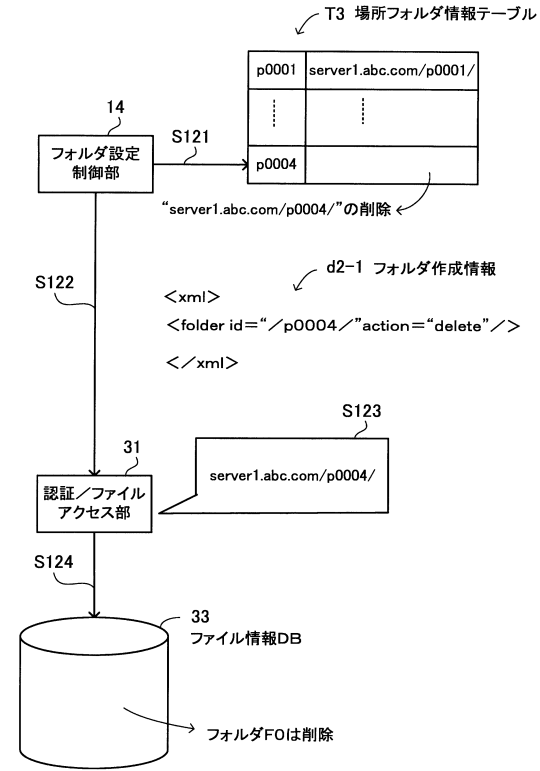 T3 場所フォルダ情報テーブル
p0001 server1.abc.com/p0001/
14
フォルダ設定
制御部
S121
p0004
“server1.abc.com/p0004/”の削除
d2-1 フォルダ作成情報
S122
<xml>
<folder id=“/p0004/”action=“delete”/>
</xml>
S123
31
server1.abc.com/p0004/
認証/ファイル
アクセス部
S124
33
ファイル情報DB
フォルダF0は削除